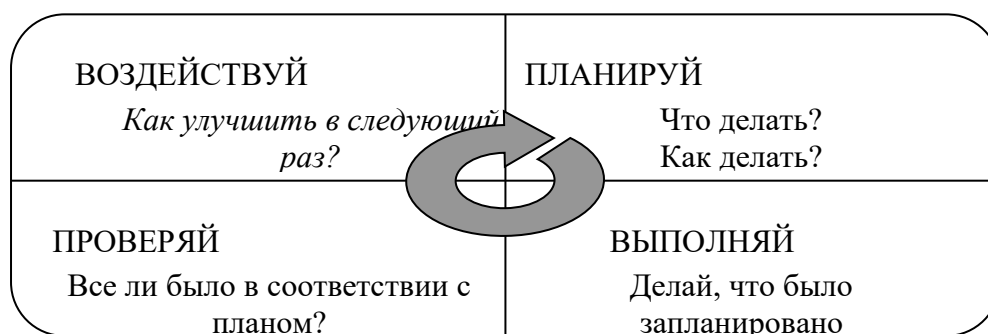 ВОЗДЕЙСТВУЙ
Как улучшить в следующий
раз?
ПЛАНИРУЙ
Что делать?
Как делать?
ПРОВЕРЯЙ
Все ли было в соответствии с
планом?
ВЫПОЛНЯЙ
Делай, что было
запланировано